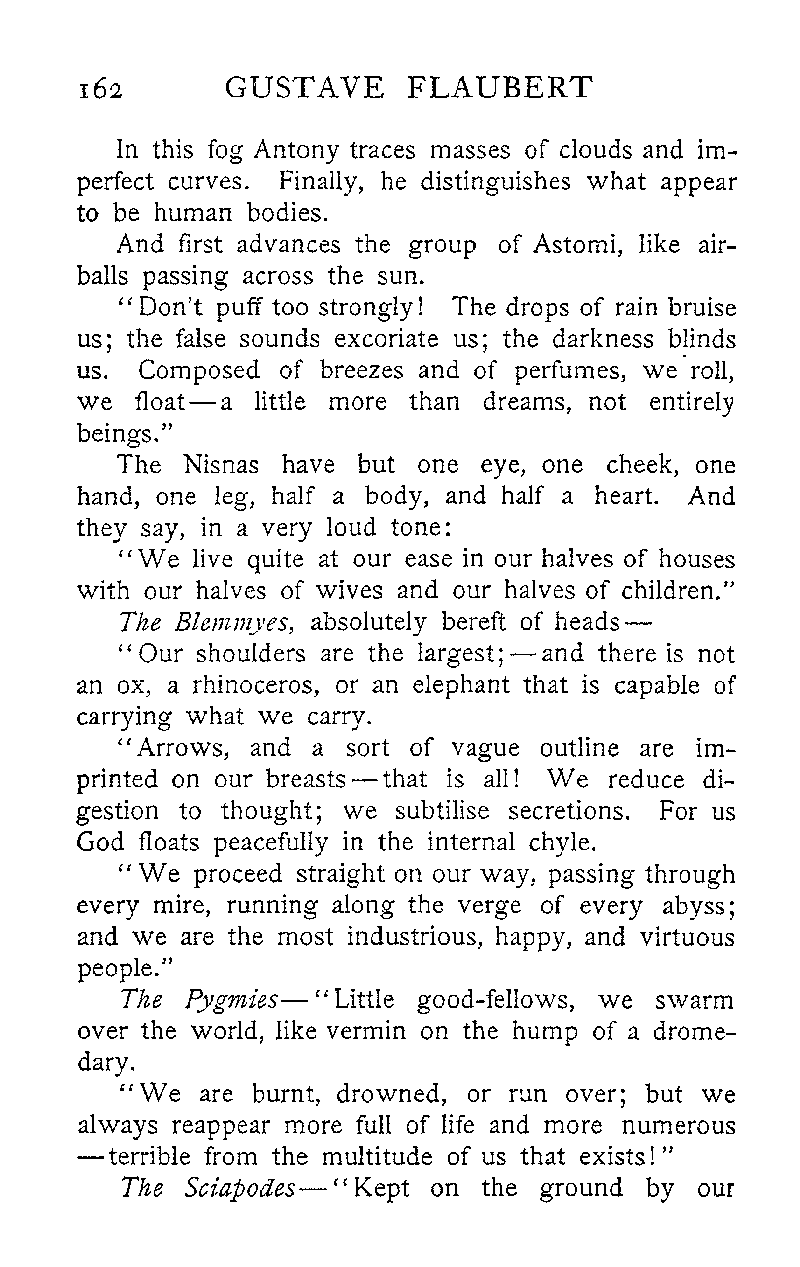 162 GUSTAVE FLAUBERT
In this fog Antony traces masses of clouds and im-
perfect curves. Finally, he distinguishes what appear
to be human bodies.
And first advances the group of Astomi, like air-
balls passing across the sun.
"Don't puff too strongly! The drops of rain bruise
us; the false sounds excoriate us; the darkness blinds
us. Composed of breezes and of perfumes, we roll,
we float—a little more than dreams, not entirely
beings."
The Nisnas have but one eye, one cheek, one
hand, one leg, half a body, and half a heart. And
they say, in a very loud tone:
"We live quite at our ease in our halves of houses
with our halves of wives and our halves of children."
The Blemmyes, absolutely bereft of heads—
"Our shoulders are the largest;—and there is not
an ox, a rhinoceros, or an elephant that is capable of
carrying what we carry.
"Arrows, and a sort of vague outline are im-
printed on our breasts—that is all! We reduce di-
gestion to thought; we subtilise secretions. For us
God floats peacefully in the internal chyle.
"We proceed straight on our way, passing through
every mire, running along the verge of every abyss;
and we are the most industrious, happy, and virtuous
people."
The Pygmies—"Little good-fellows, we swarm
over the world, like vermin on the hump of a drome-
dary.
"We are burnt, drowned, or run over; but we
always reappear more full of life and more numerous
—terrible from the multitude of us that exists!"
The Sciapodes—"Kept on the ground by our